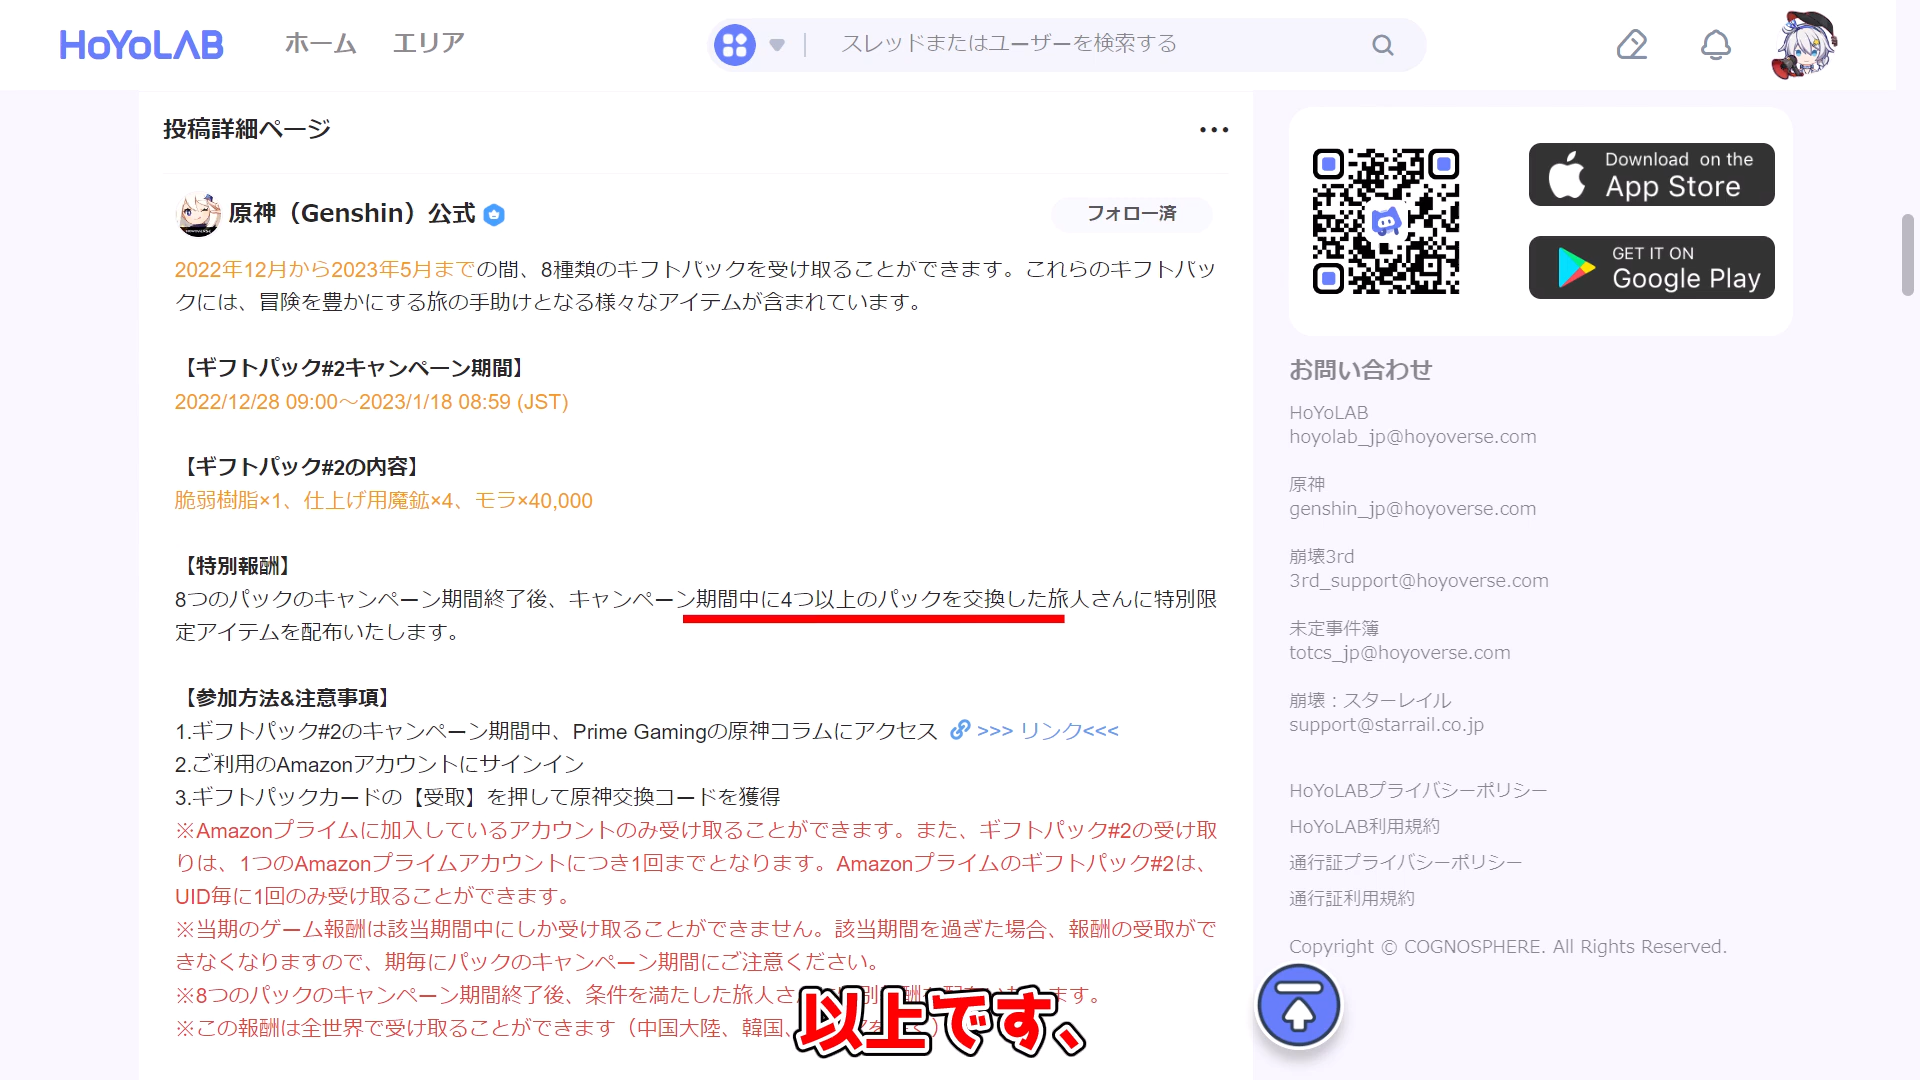 HoYoLAB
ホーム
エリア
スレッドまたはユーザーを検索する
投稿詳細ページ
原神（Genshin）公式
フォロー済
2022年12月から2023年5月までの間、8種類のギフトパックを受け取ることができます。これらのギフトパッ
クには、冒険を豊かにする旅の手助けとなる様々なアイテムが含まれています。
【ギフトパック#2キャンペーン期間】
2022/12/28 09:00～2023/1/18 08:59 (JST)
【ギフトパック#2の内容】
脆弱樹脂×1、仕上げ用魔鉱×4、モラ×40,000
【特別報酬】
8つのパックのキャンペーン期間終了後、キャンペーン期間中に4つ以上のパックを交換した旅人さんに特別限
定アイテムを配布いたします。
【参加方法&注意事項】
1.ギフトパック#2のキャンペーン期間中、Prime Gamingの原神コラムにアクセス >>> リンク<<<
2.ご利用のAmazonアカウントにサインイン
3.ギフトパックカードの【受取】を押して原神交換コードを獲得
※Amazonプライムに加入しているアカウントのみ受け取ることができます。また、ギフトパック#2の受け取
りは、1つのAmazonプライムアカウントにつき1回までとなります。Amazonプライムのギフトパック#2は、
UID毎に1回のみ受け取ることができます。
※当期のゲーム報酬は該当期間中にしか受け取ることができません。該当期間を過ぎた場合、報酬の受取がで
きなくなりますので、期毎にパックのキャンペーン期間にご注意ください。
※8つのパックのキャンペーン期間終了後、条件を満たした旅人さ
ます。
※この報酬は全世界で受け取ることができます（中国大陸、韓国、
以上です、
Download on the
App Store
GET IT ON
Google Play
お問い合わせ
HoYoLAB
hoyolab_jp@hoyoverse.com
原神
genshin_jp@hoyoverse.com
崩壊3rd
3rd_support@hoyoverse.com
未定事件簿
totcs_jp@hoyoverse.com
崩壊：スターレイル
support@starrail.co.jp
HoYoLABプライバシーポリシー
HoYoLAB利用規約
通行証プライバシーポリシー
通行証利用規約
Copyright © COGNOSPHERE. All Rights Reserved.